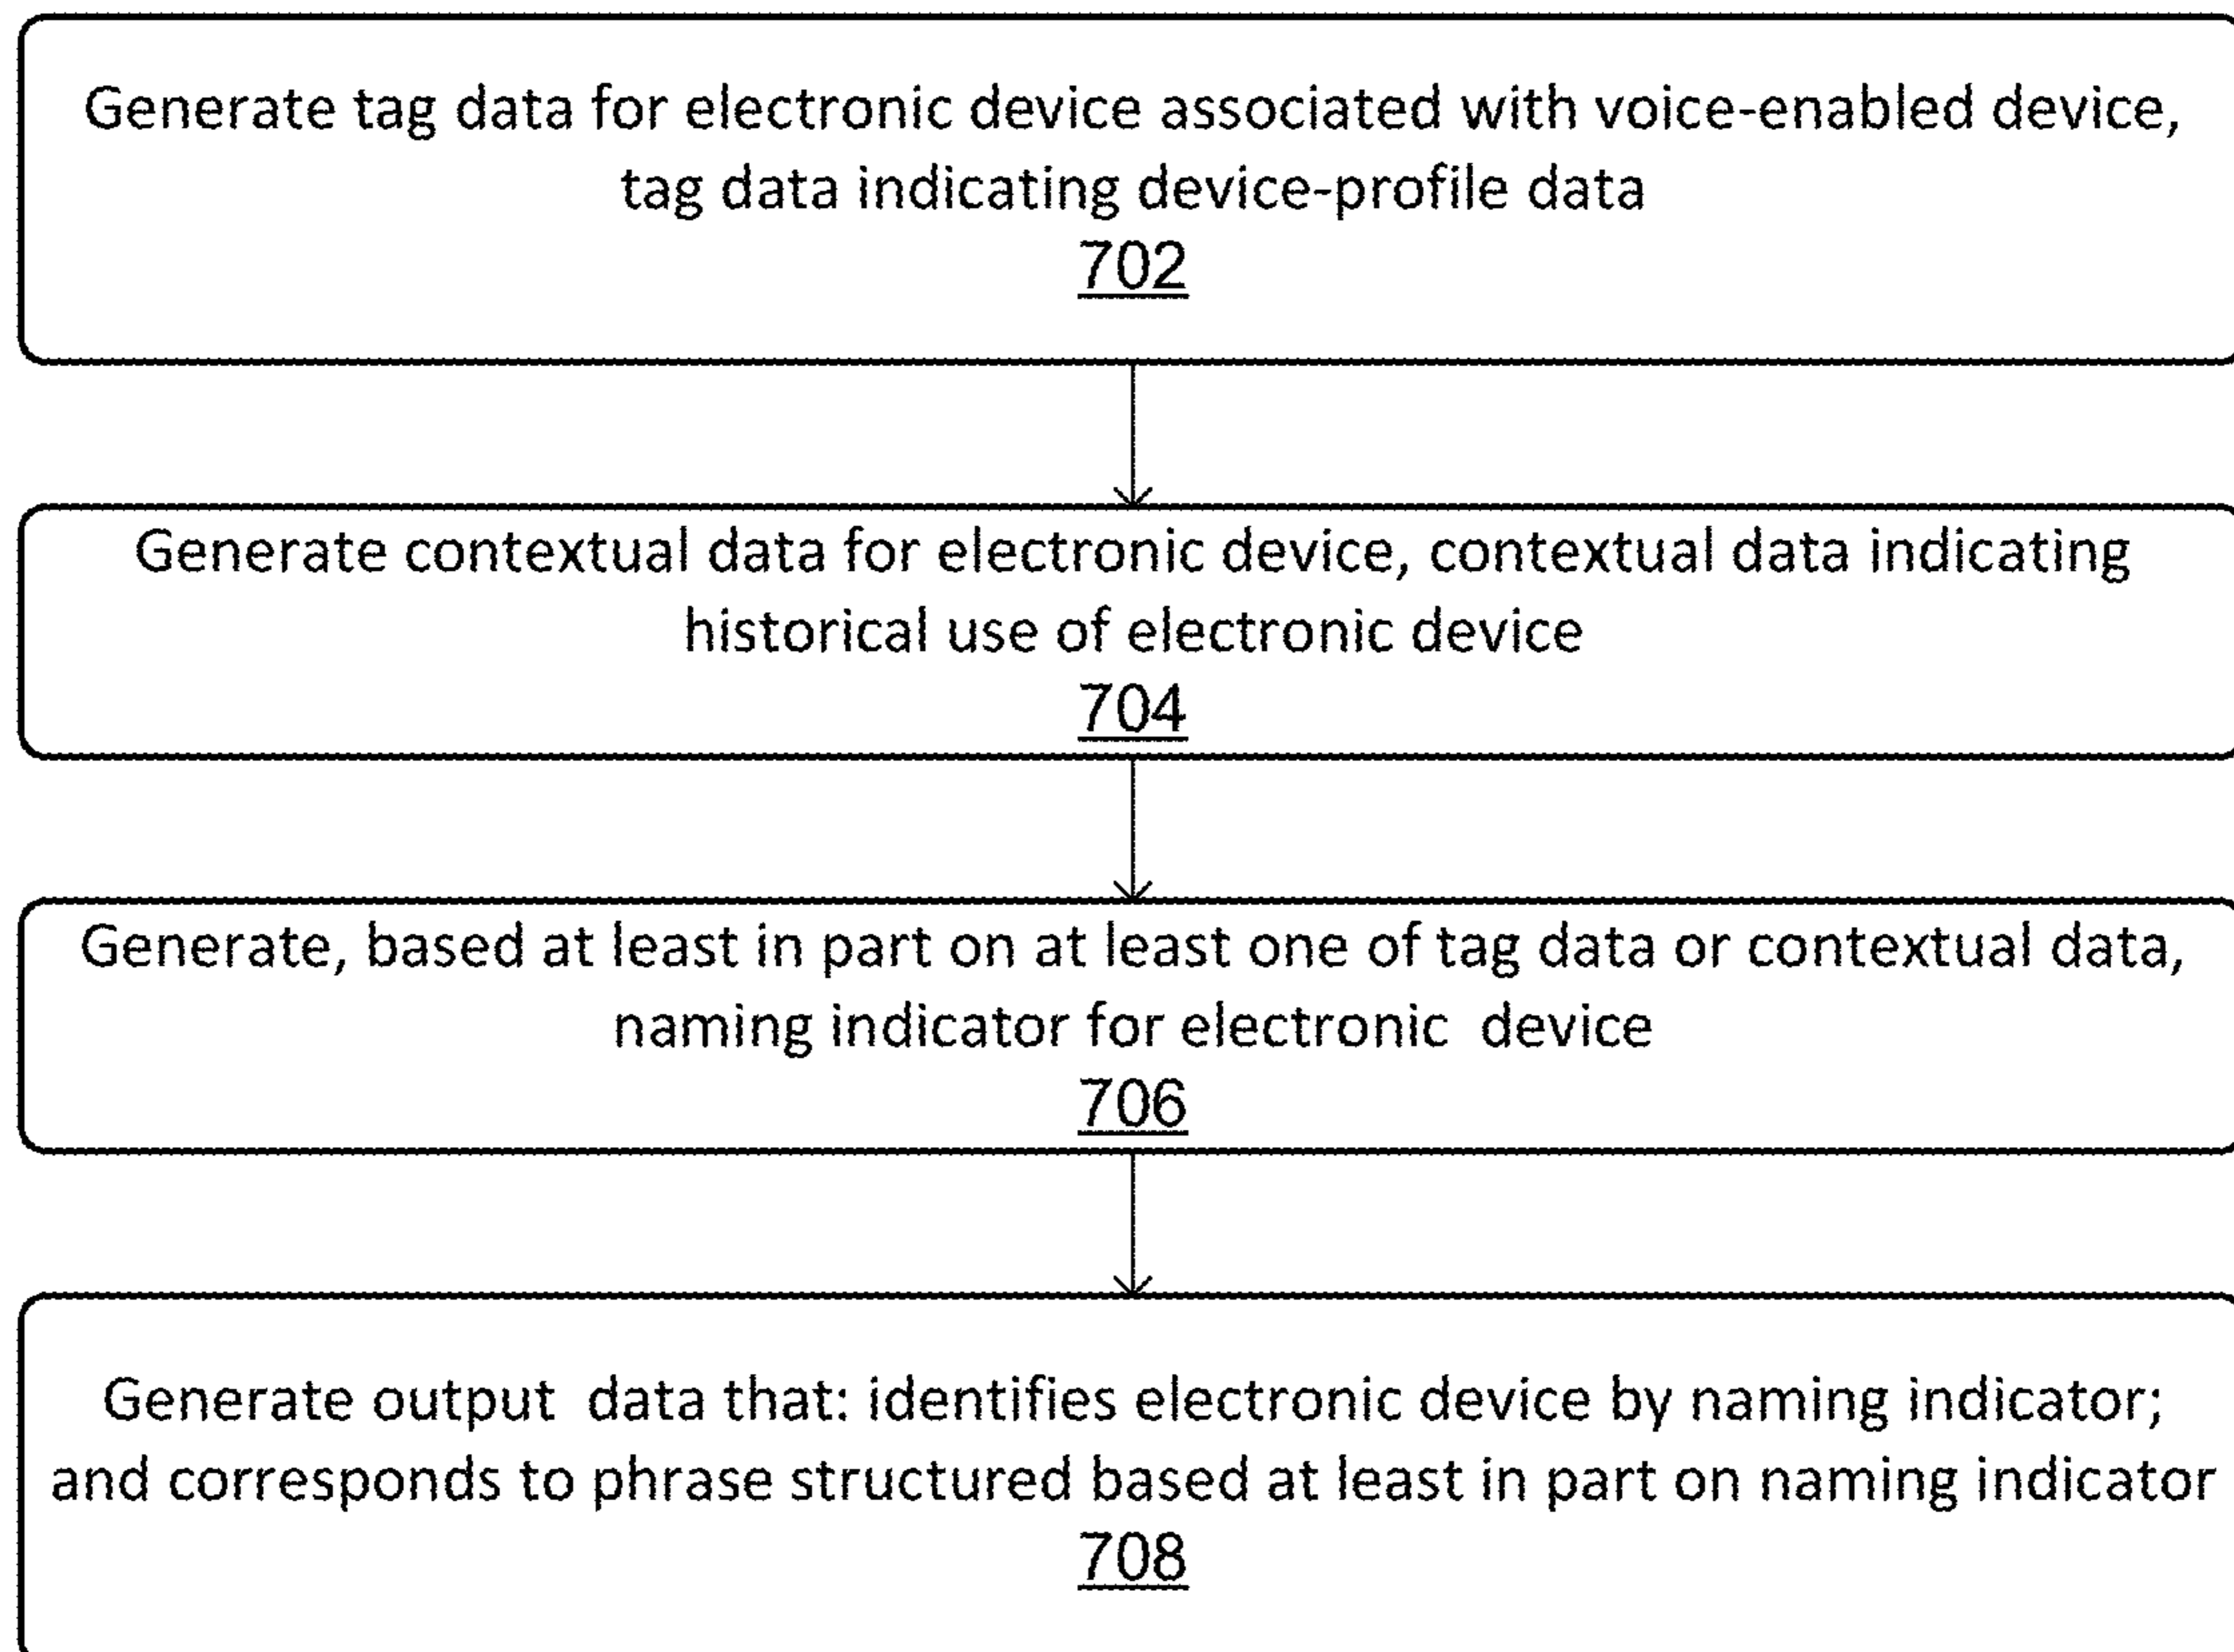 Generate tag data for electronic device associated with voice-enabled device,
tag data indicating device-profile data
702
Generate contextual data for electronic device, contextual data indicating
historical use of electronic device
704
Generate, based at least in part on at least one of tag data or contextual data,
naming indicator for electronic device
706
Generate output data that: identifies electronic device by naming indicator;
and corresponds to phrase structured based at least in part on naming indicator
708